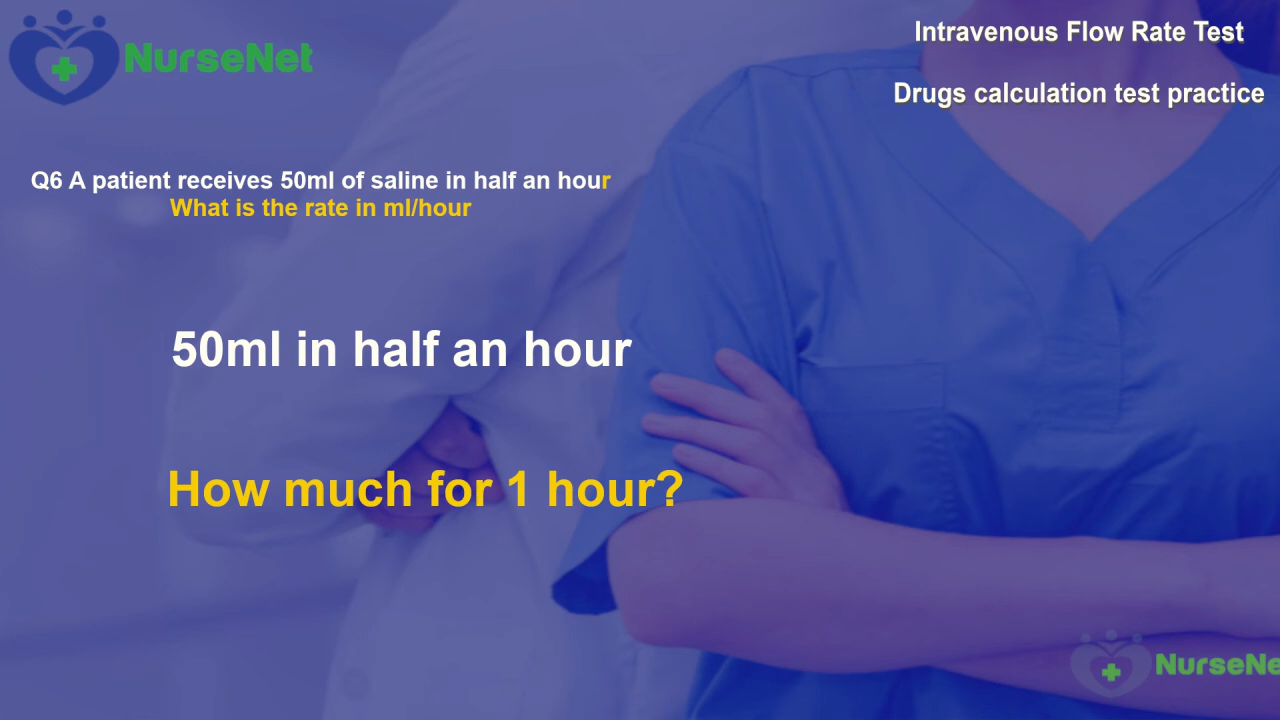 NurseNet
Intravenous Flow Rate Test
Drugs calculation test practice
Q6 A patient receives 50ml of saline in half an hour
What is the rate in ml/hour
50ml in half an hour
How much for 1 hour?
NurseNe